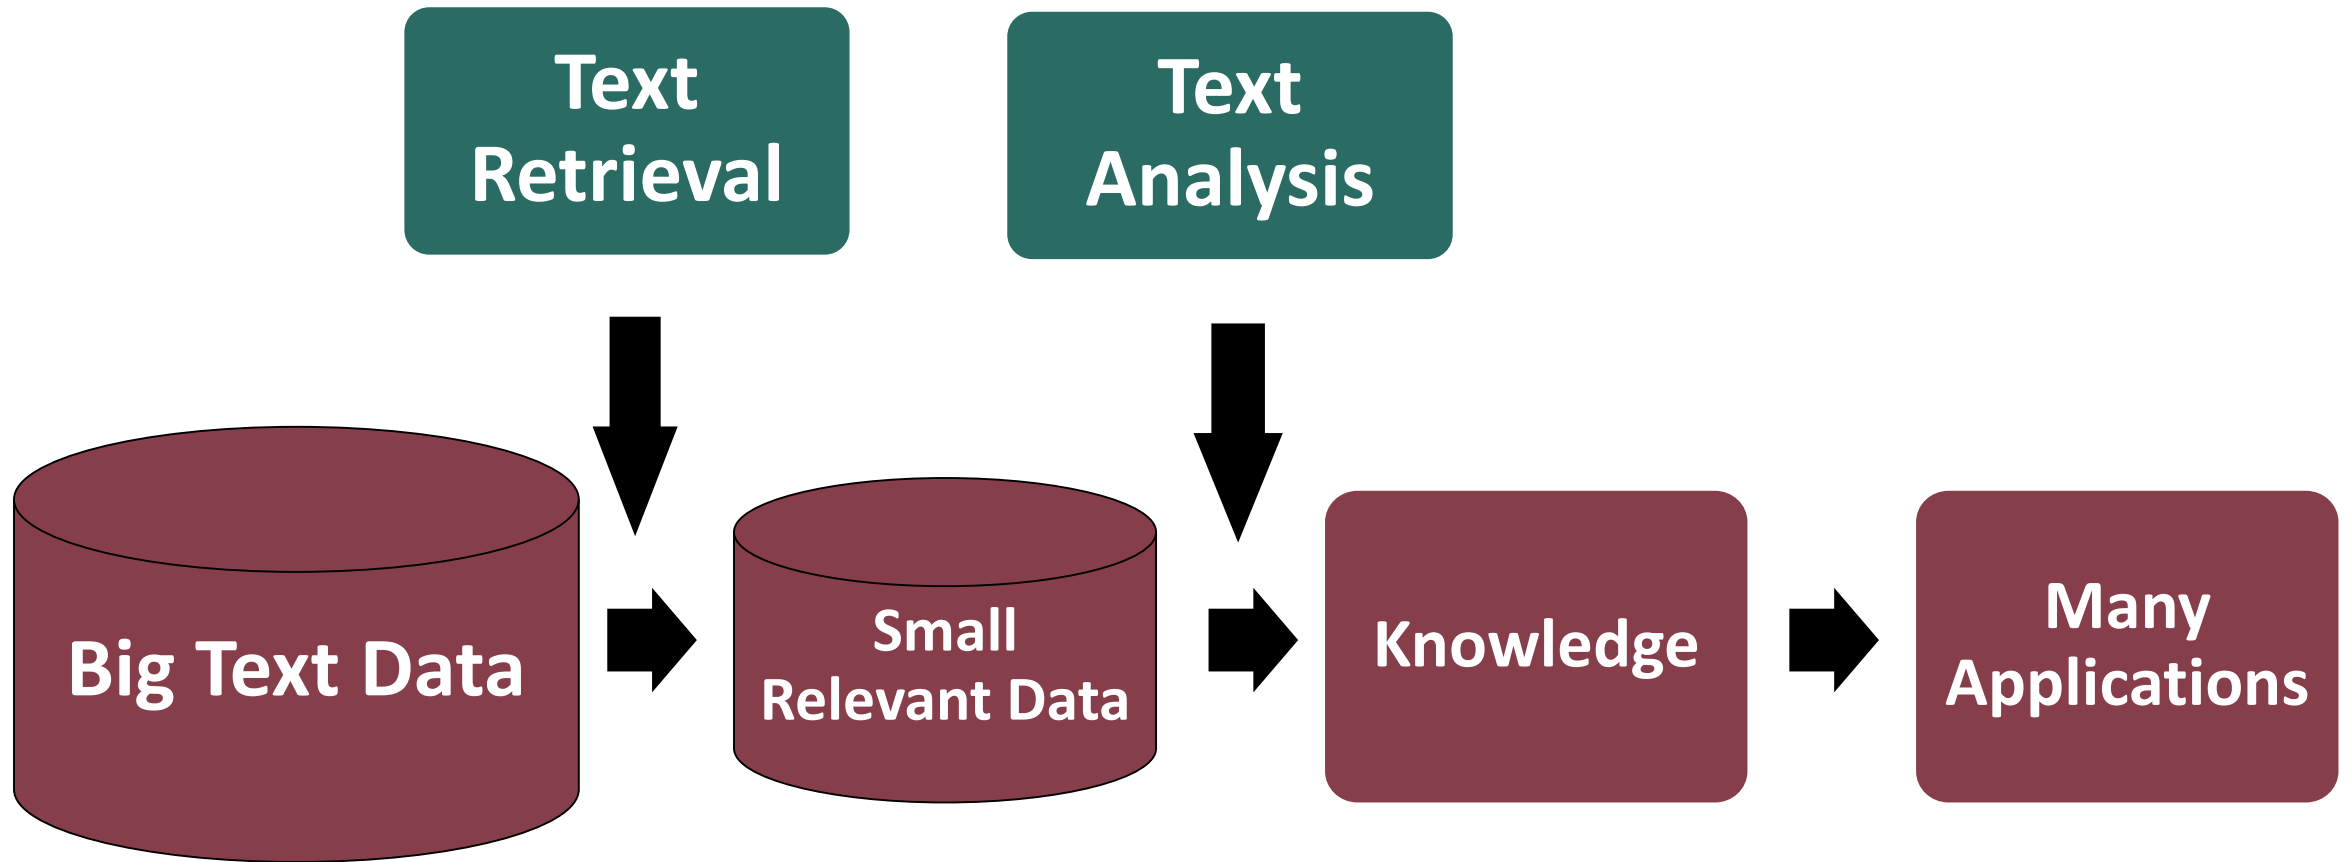 Text
Retrieval
Text
Analysis
Big Text Data
Small
Relevant Data
Knowledge
Many
Applications